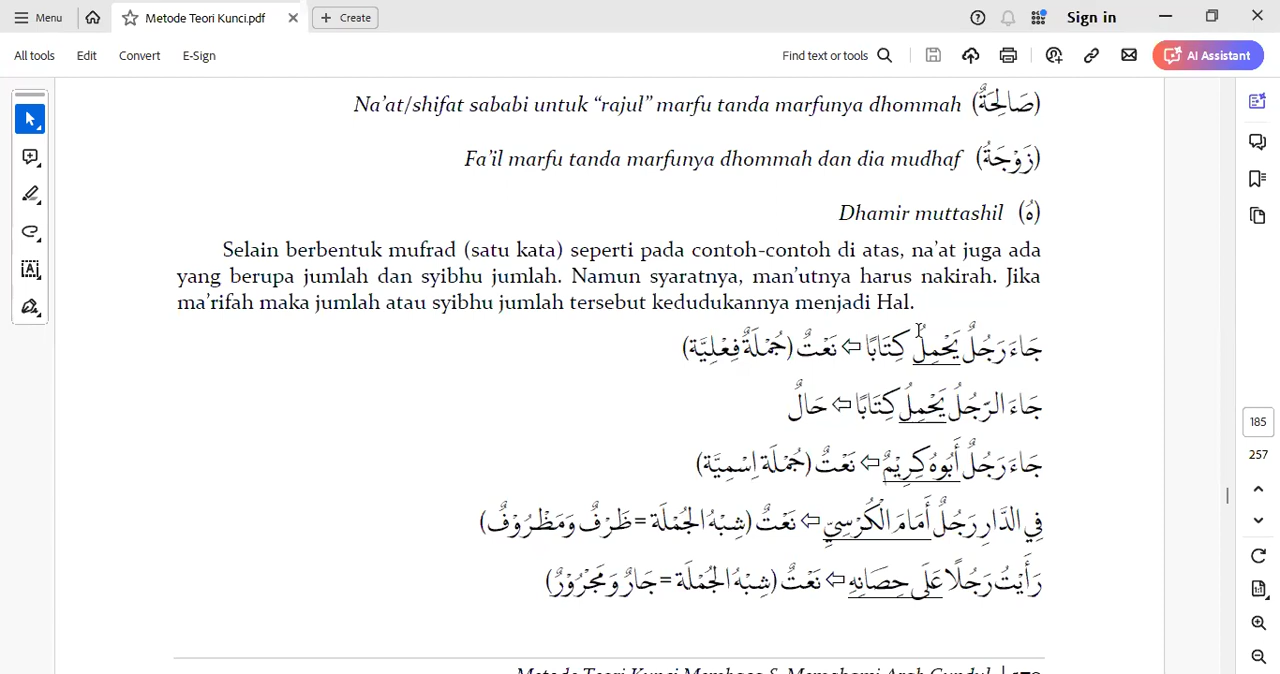 Menu
Metode Teori Kunci.pdf
Create
Sign in
All tools
Edit
Convert
E-Sign
Find text or tools
AI Assistant
(صَالِحَةٌ) Na’at/shifat sababi untuk “rajul” marfu tanda marfunya dhommah
(زَوْجَةُ) Fa’il marfu tanda marfunya dhommah dan dia mudhaf
(هُ) Dhamir muttashil
Selain berbentuk mufrad (satu kata) seperti pada contoh-contoh di atas, na’at juga ada
yang berupa jumlah dan syibhu jumlah. Namun syaratnya, man’utnya harus nakirah. Jika
ma’rifah maka jumlah atau syibhu jumlah tersebut kedudukannya menjadi Hal.
جَاءَ رَجُلٌ يَحْمِلُ كِتَابًا ⇦ نَعْتٌ (جُمْلَةٌ فِعْلِيَّة)
جَاءَ الرّجُلُ يَحْمِلُ كِتَابًا ⇦ حَالٌ
جَاءَ رَجُلٌ أَبُوهُ كِرِيْمٌ ⇦ نَعْتٌ (جُمْلَة اِسْمِيَّة)
فِي الدَّارِ رَجُلٌ أَمَامَ الْكُرْسِيِّ ⇦ نَعْتٌ (شِبْهُ الجُمْلَة = ظَرْفٌ وَمَظْرُوْفٌ)
رَأَيْتُ رَجُلًا عَلَى حِصَانِهِ ⇦ نَعْتٌ (شِبْهُ الجُمْلَة = جَارٌ وَمَجْرُوْرٌ)
185
257